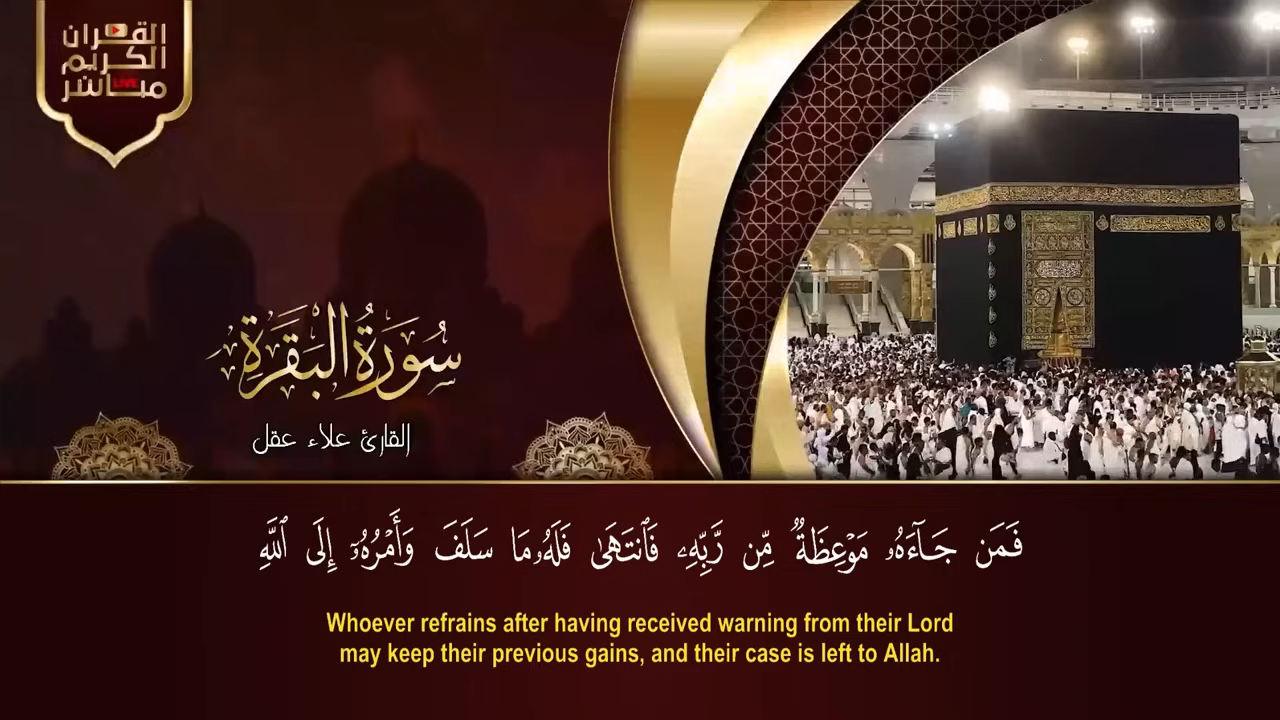 القرآن
الكريم
مباشر
LIVE
سُورَةُ البَقَرَةِ
القارئ علاء عقل
فَمَن جَآءَهُۥ مَوْعِظَةٌ مِّن رَّبِّهِۦ فَٱنتَهَىٰ فَلَهُۥ مَا سَلَفَ وَأَمْرُهُۥٓ إِلَى ٱللَّهِ
Whoever refrains after having received warning from their Lord
may keep their previous gains, and their case is left to Allah.